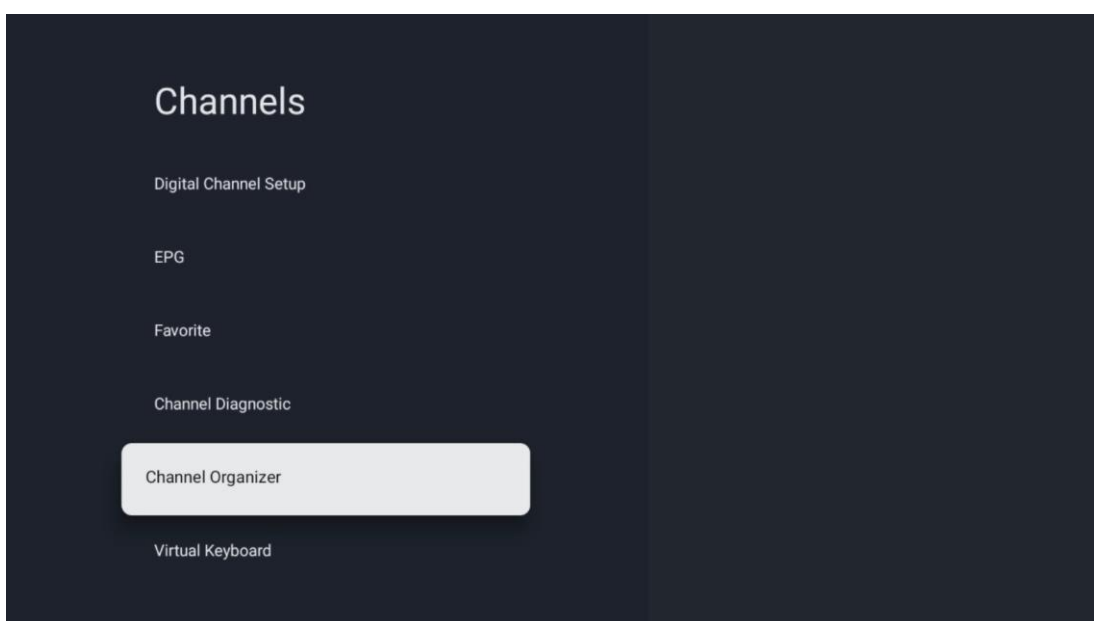 Channels
Digital Channel Setup
EPG
Favorite
Channel Diagnostic
Channel Organizer
Virtual Keyboard